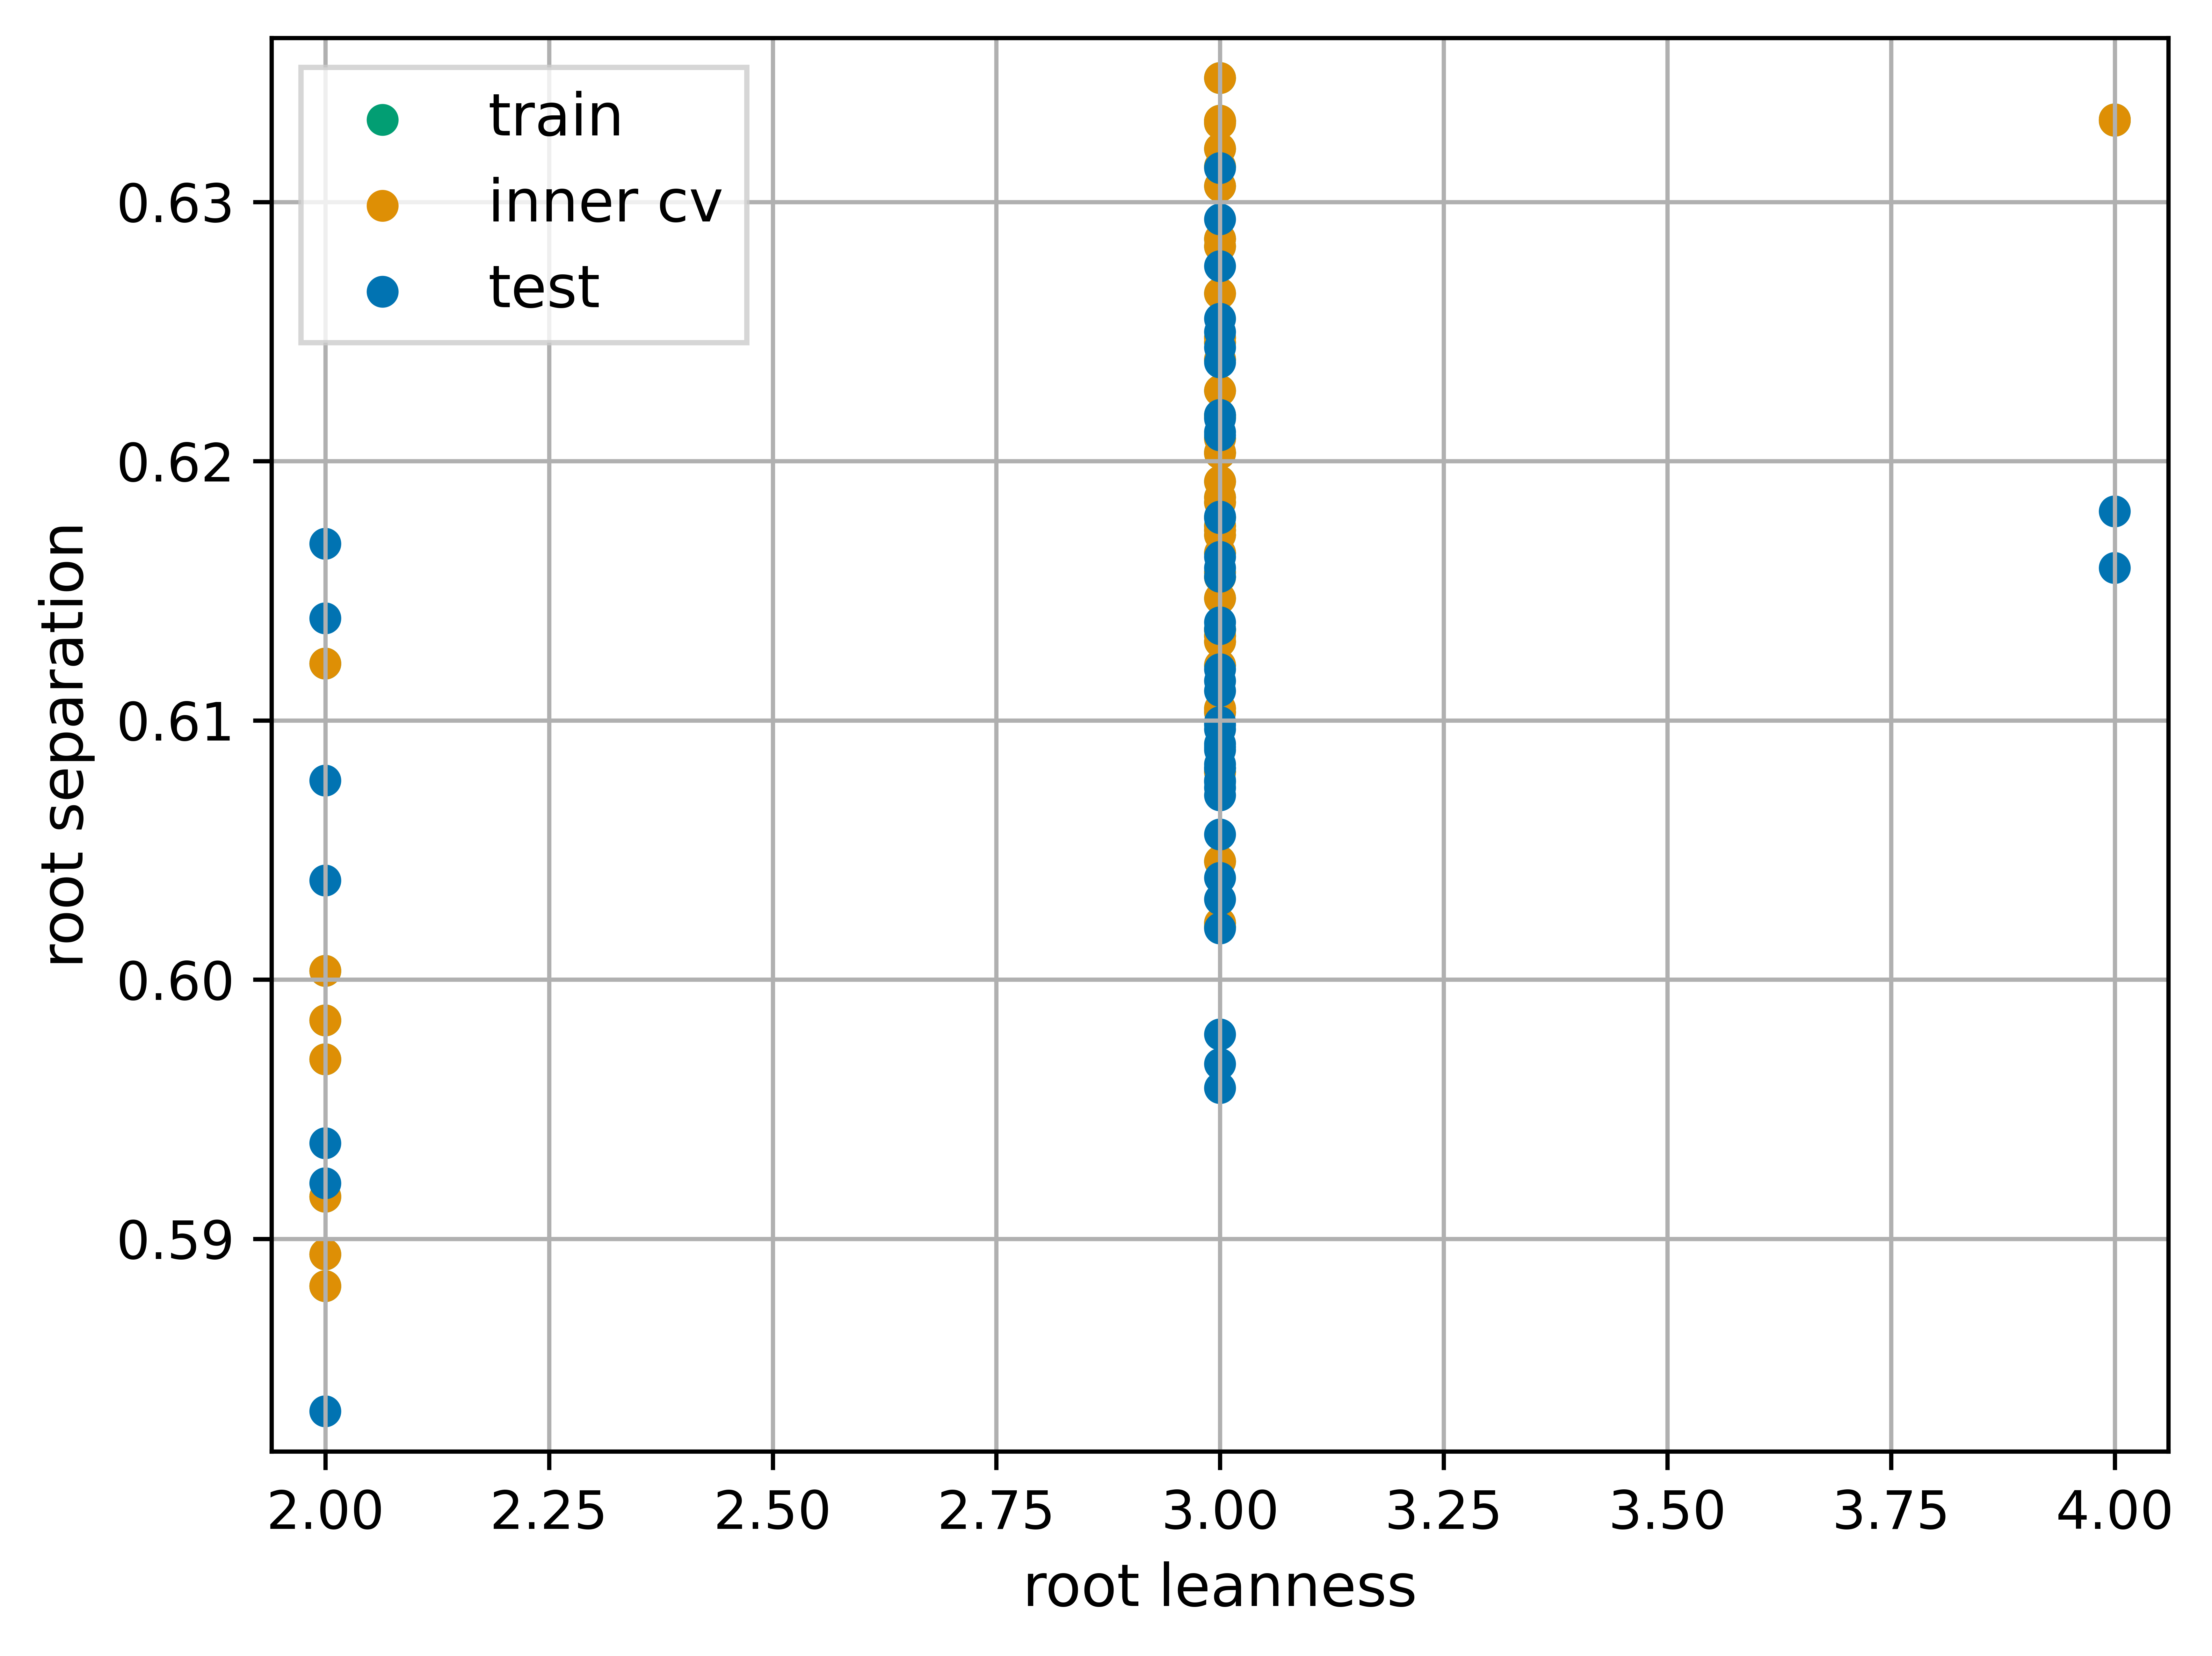 train
inner cv
test
0.63
0.62
0.61
0.60
0.59
root separation
2.00 2.25 2.50 2.75 3.00 3.25 3.50 3.75 4.00
root leanness